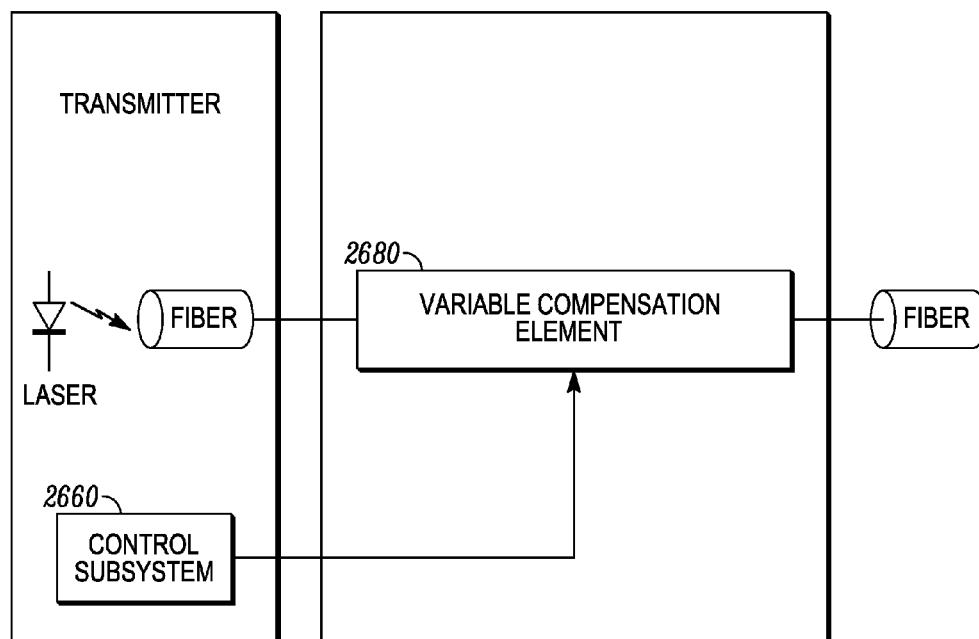 TRANSMITTER
2680
VARIABLE COMPENSATION
ELEMENT
FIBER
FIBER
LASER
2660
CONTROL
SUBSYSTEM